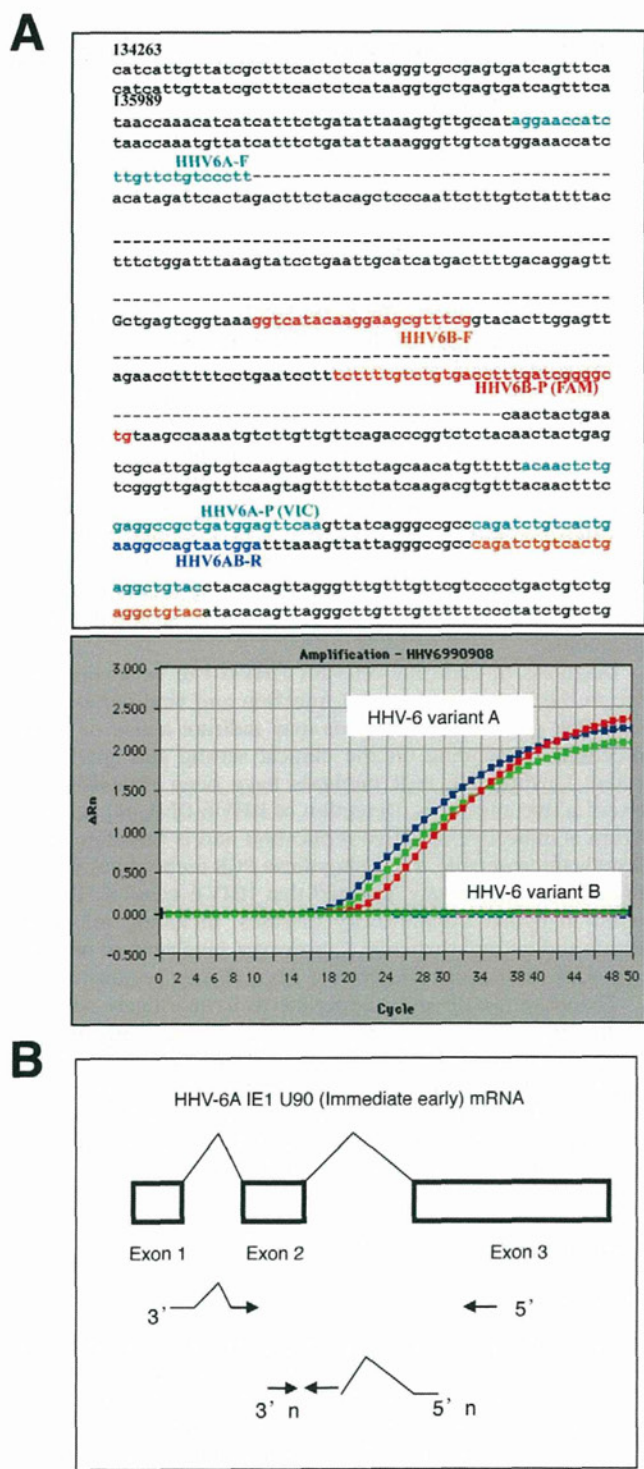 A
134263
catcattgttatcgctttcactctcatagggtgccgagtgatcagtttca
catcattgttatcgctttcactctcataaggtgctgagtgatcagtttca
135989
taaccaaacatcatcatttctgatattaaagtgttgccataggaaccatc
taaccaaatgttatcatttctgatattaaagggttgtcatggaaaccatc
HHV6A-F
ttgttctgtccctt------------------------------------
acatagattcactagactttctacagctcccaattctttgtctattttac
--------------------------------------------------
tttctggatttaaagtatcctgaattgcatcatgacttttgacaggagtt
--------------------------------------------------
Gctgagtcggtaaaggtcatacaaggaagcgtttcggtacacttggagtt
HHV6B-F
--------------------------------------------------
agaacctttttcctgaatccttttcttttgtctgtgacctttgatcggggc
HHV6B-P (FAM)
---------------------------------------caactactgaa
tgtaagccaaaatgtcttgttgttcagacccggtctctacaactactgag
tcgcattgagtgtcaagtagtctttctagcaacatgtttttacaactctg
tcgggttgagtttcaagtagtttttctatcaagacgtgtttacaactttc
HHV6A-P (VIC)
gaggccgctgatggagttcaagttatcagggccgcccagatctgtcactg
aaggccagtaatggatttaaagttattagggccgcccagatctgtcactg
HHV6AB-R
aggctgtacctacacagttagggtttgtttcgtcccctgactgtctg
aggctgtacatacacagttagggcttgtttgttttttccctatctgtctg
Amplification - HHV6990908
3.000
2.500
2.000
1.500
1.000
0.500
0.000
-0.500
ΔRn
HHV-6 variant A
HHV-6 variant B
0 2 4 6 8 10 14 18 20 24 28 30 34 38 40 44 48 50
Cycle
B
HHV-6A IE1 U90 (Immediate early) mRNA
Exon 1 Exon 2 Exon 3
3' 5'
3' n 5' n